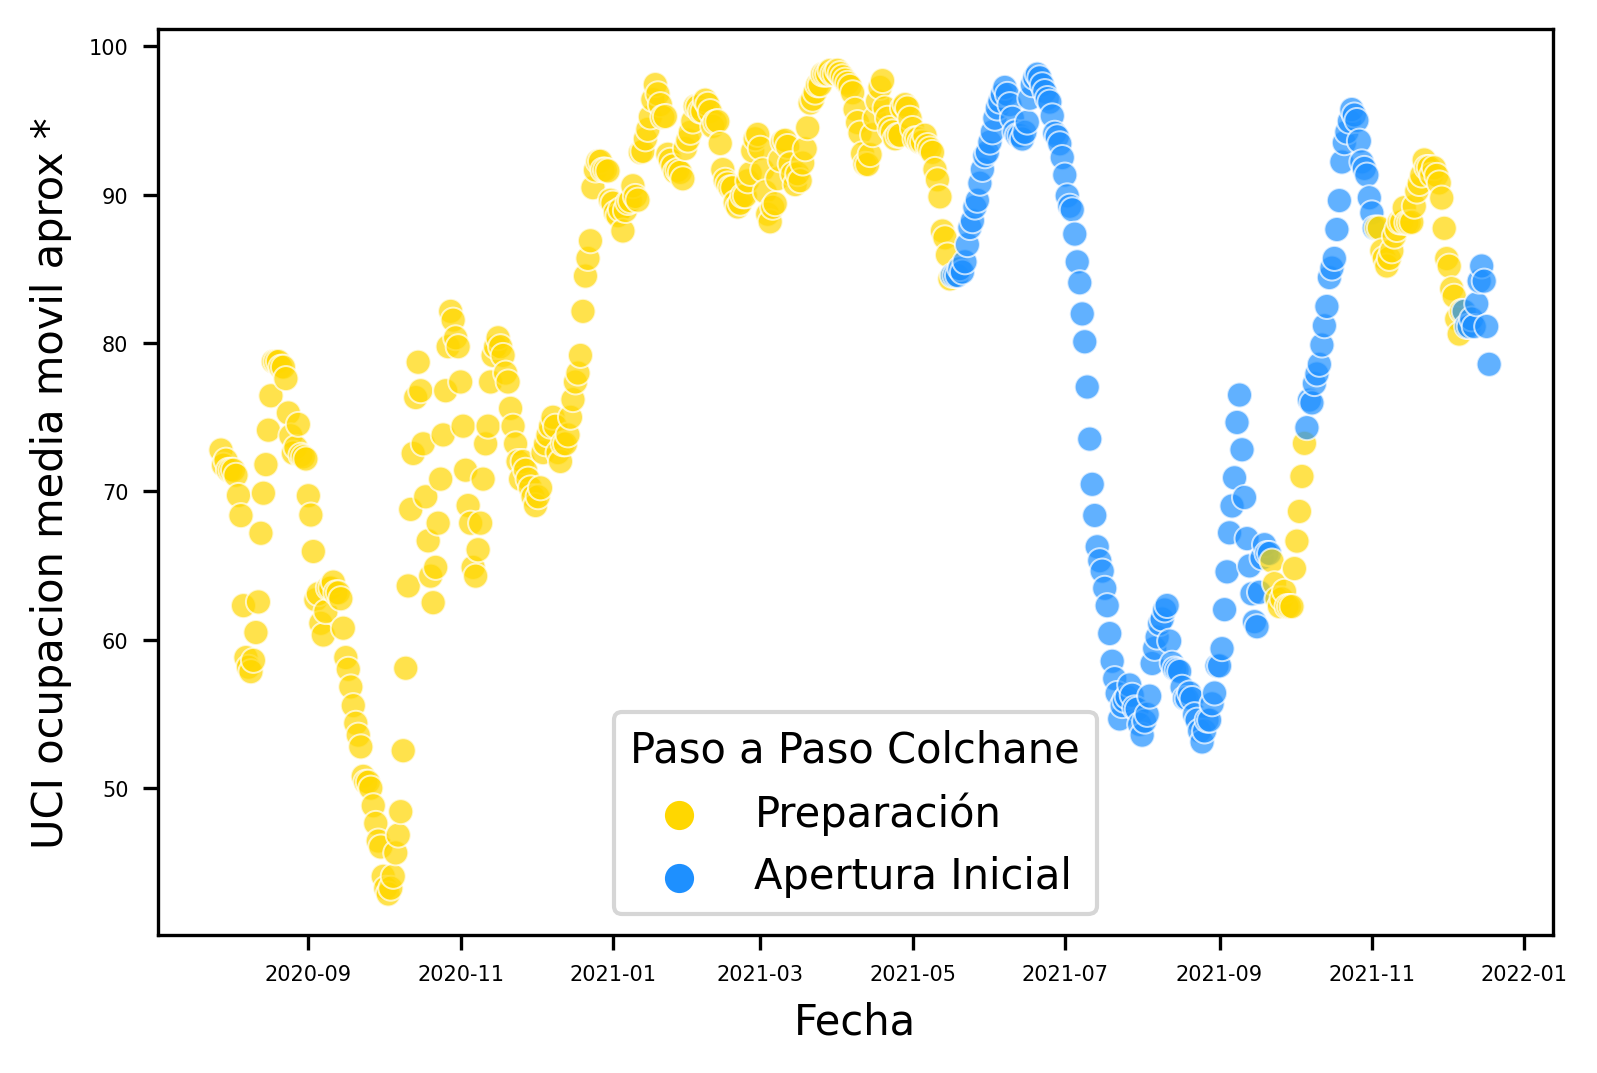 UCI ocupacion media movil aprox *
100
90
80
70
60
50
Paso a Paso Colchane
Preparación
Apertura Inicial
2020-09 2020-11 2021-01 2021-03 2021-05 2021-07 2021-09 2021-11 2022-01
Fecha